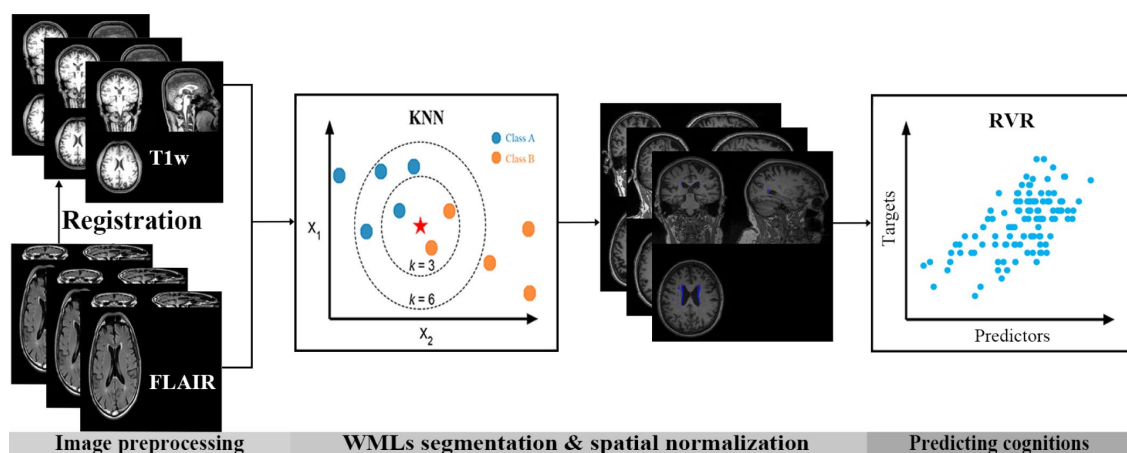 T1w
Registration
FLAIR
KNN
Class A
Class B
k = 3
k = 6
X1
X2
RVR
Targets
Predictors
Image preprocessing
WMLs segmentation & spatial normalization
Predicting cognitions